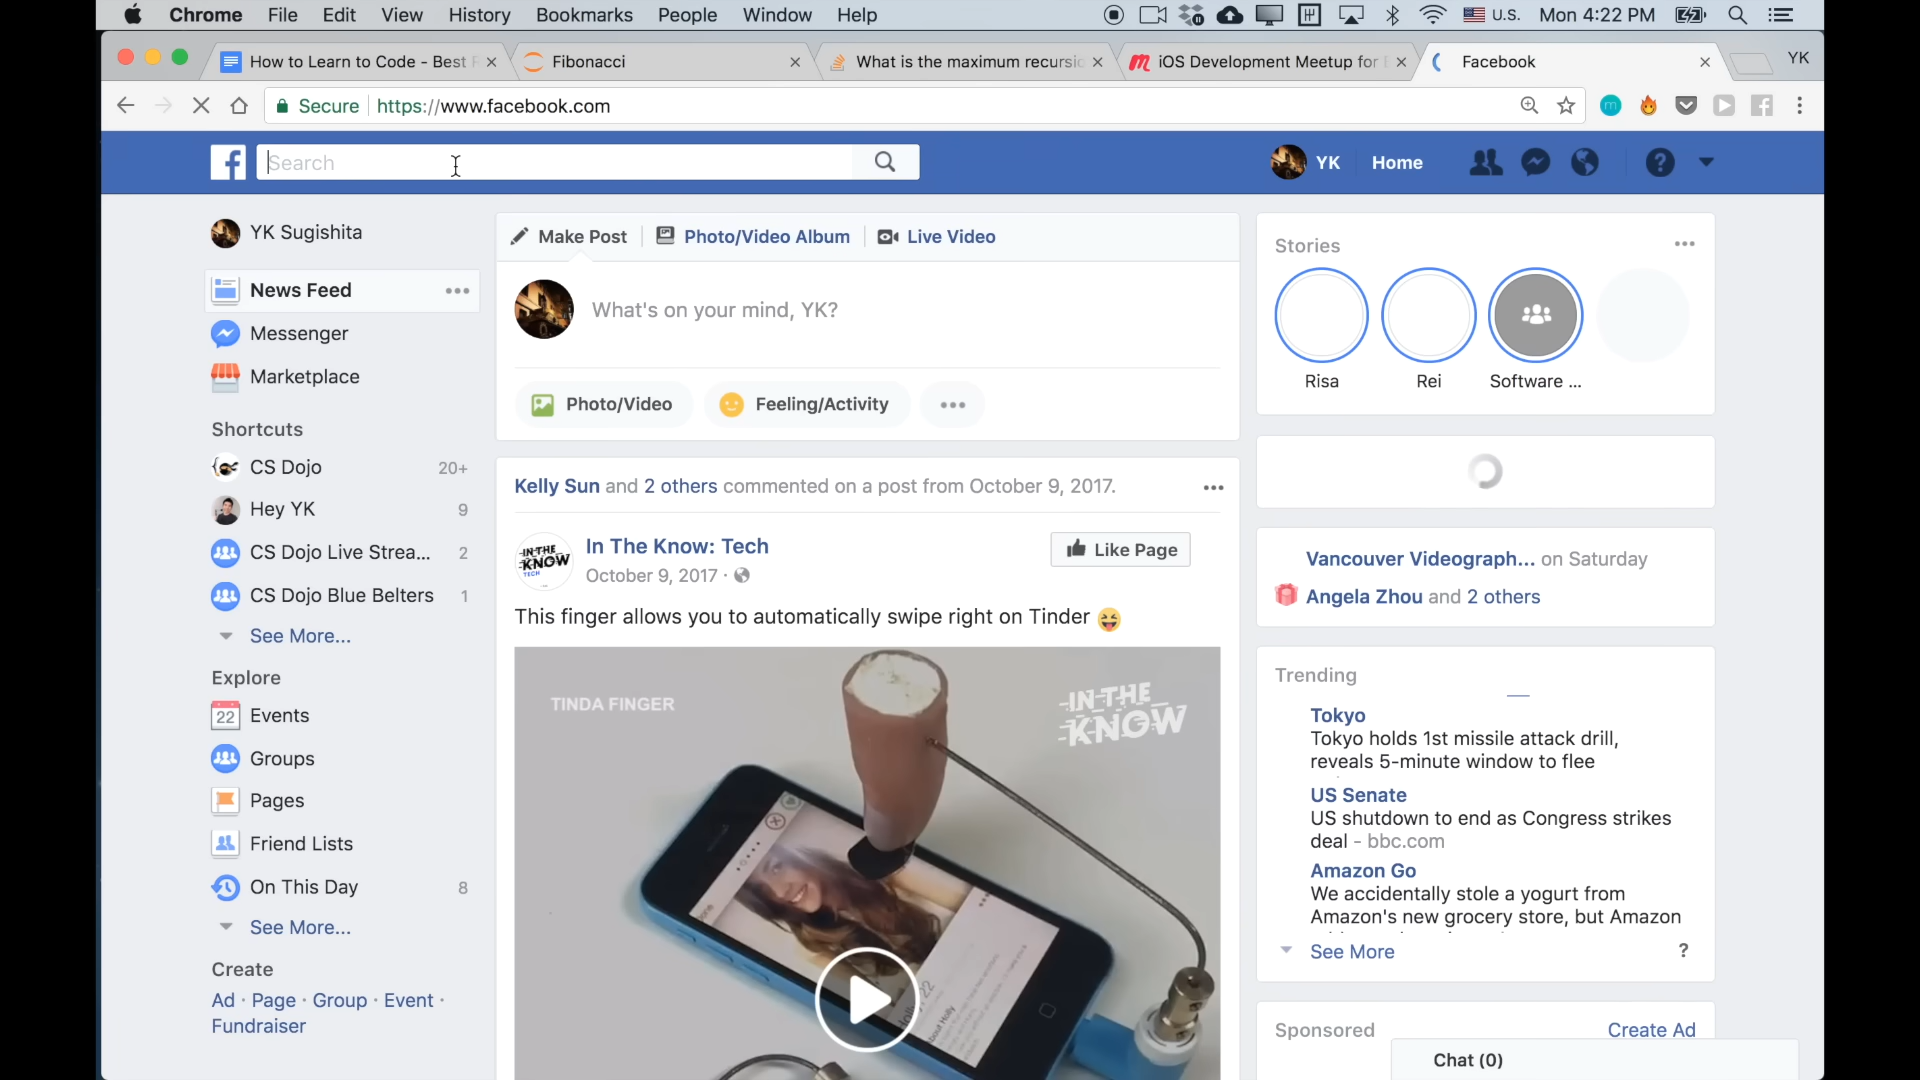 Chrome File Edit View History Bookmarks People Window Help U.S. Mon 4:22 PM
How to Learn to Code - Best Fibonacci What is the maximum recursic iOS Development Meetup for Facebook YK
Secure https://www.facebook.com
Search YK Home
YK Sugishita
News Feed
Messenger
Marketplace
Shortcuts
CS Dojo 20+
Hey YK 9
CS Dojo Live Strea... 2
CS Dojo Blue Belters 1
See More...
Explore
22 Events
Groups
Pages
Friend Lists
On This Day 8
See More...
Create
Ad · Page · Group · Event ·
Fundraiser
Make Post Photo/Video Album Live Video
What's on your mind, YK?
Photo/Video Feeling/Activity
Kelly Sun and 2 others commented on a post from October 9, 2017.
IN THE KNOW TECH
In The Know: Tech
October 9, 2017 ·
Like Page
This finger allows you to automatically swipe right on Tinder
TINDA FINGER
IN THE
KNOW
Stories
Risa Rei Software ...
Vancouver Videograph... on Saturday
Angela Zhou and 2 others
Trending
Tokyo
Tokyo holds 1st missile attack drill,
reveals 5-minute window to flee
US Senate
US shutdown to end as Congress strikes
deal - bbc.com
Amazon Go
We accidentally stole a yogurt from
Amazon's new grocery store, but Amazon
See More ?
Sponsored Create Ad
Chat (0)